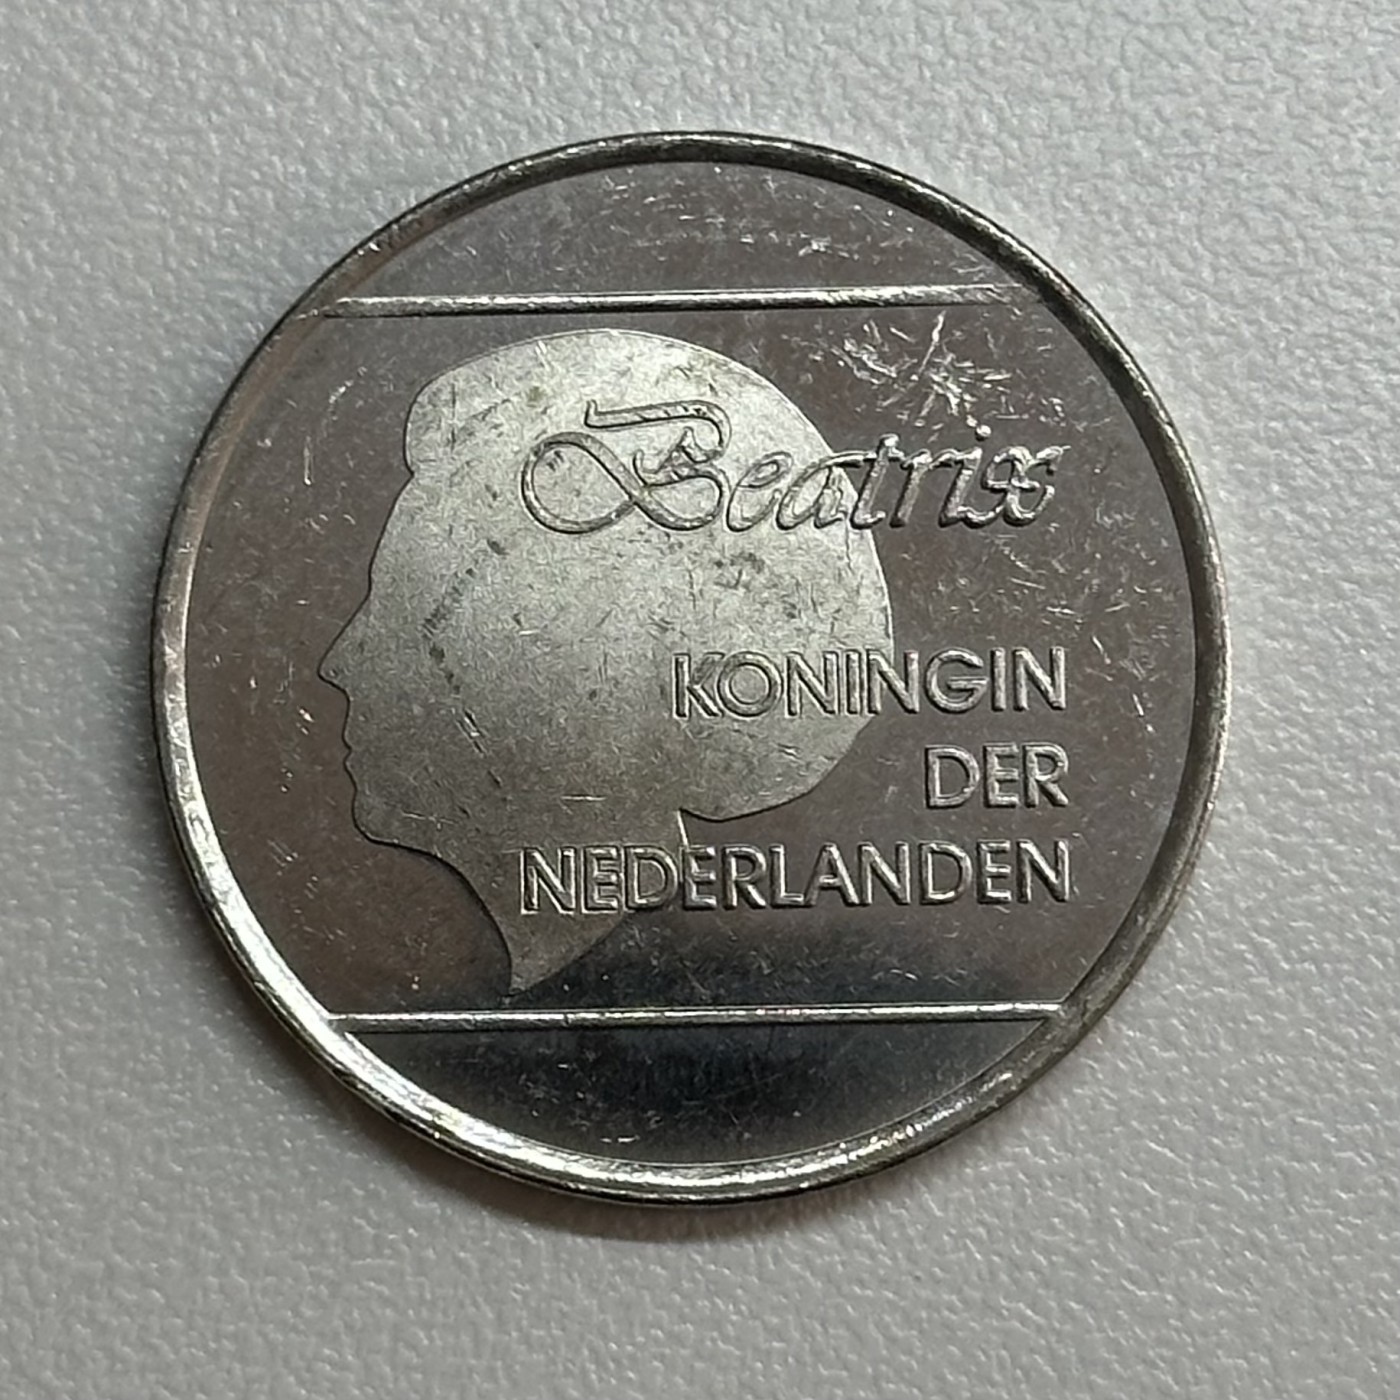 Beatrix
KONINGIN
DER
NEDERLANDEN